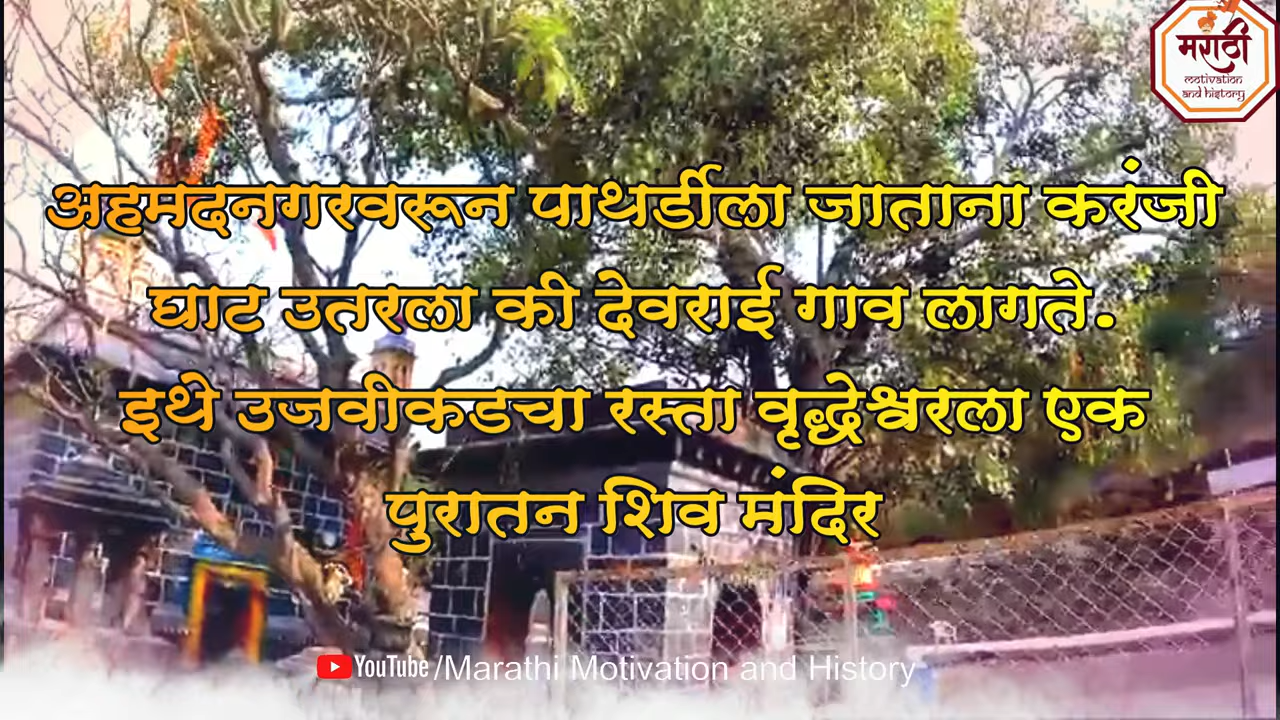 मराठी
motivation
and history
अहमदनगरवरून पाथर्डीला जाताना करंजी
घाट उतरला की देवराई गाव लागते.
इथे उजवीकडचा रस्ता वृद्धेश्वरला एक
पुरातन शिव मंदिर
YouTube/Marathi Motivation and History